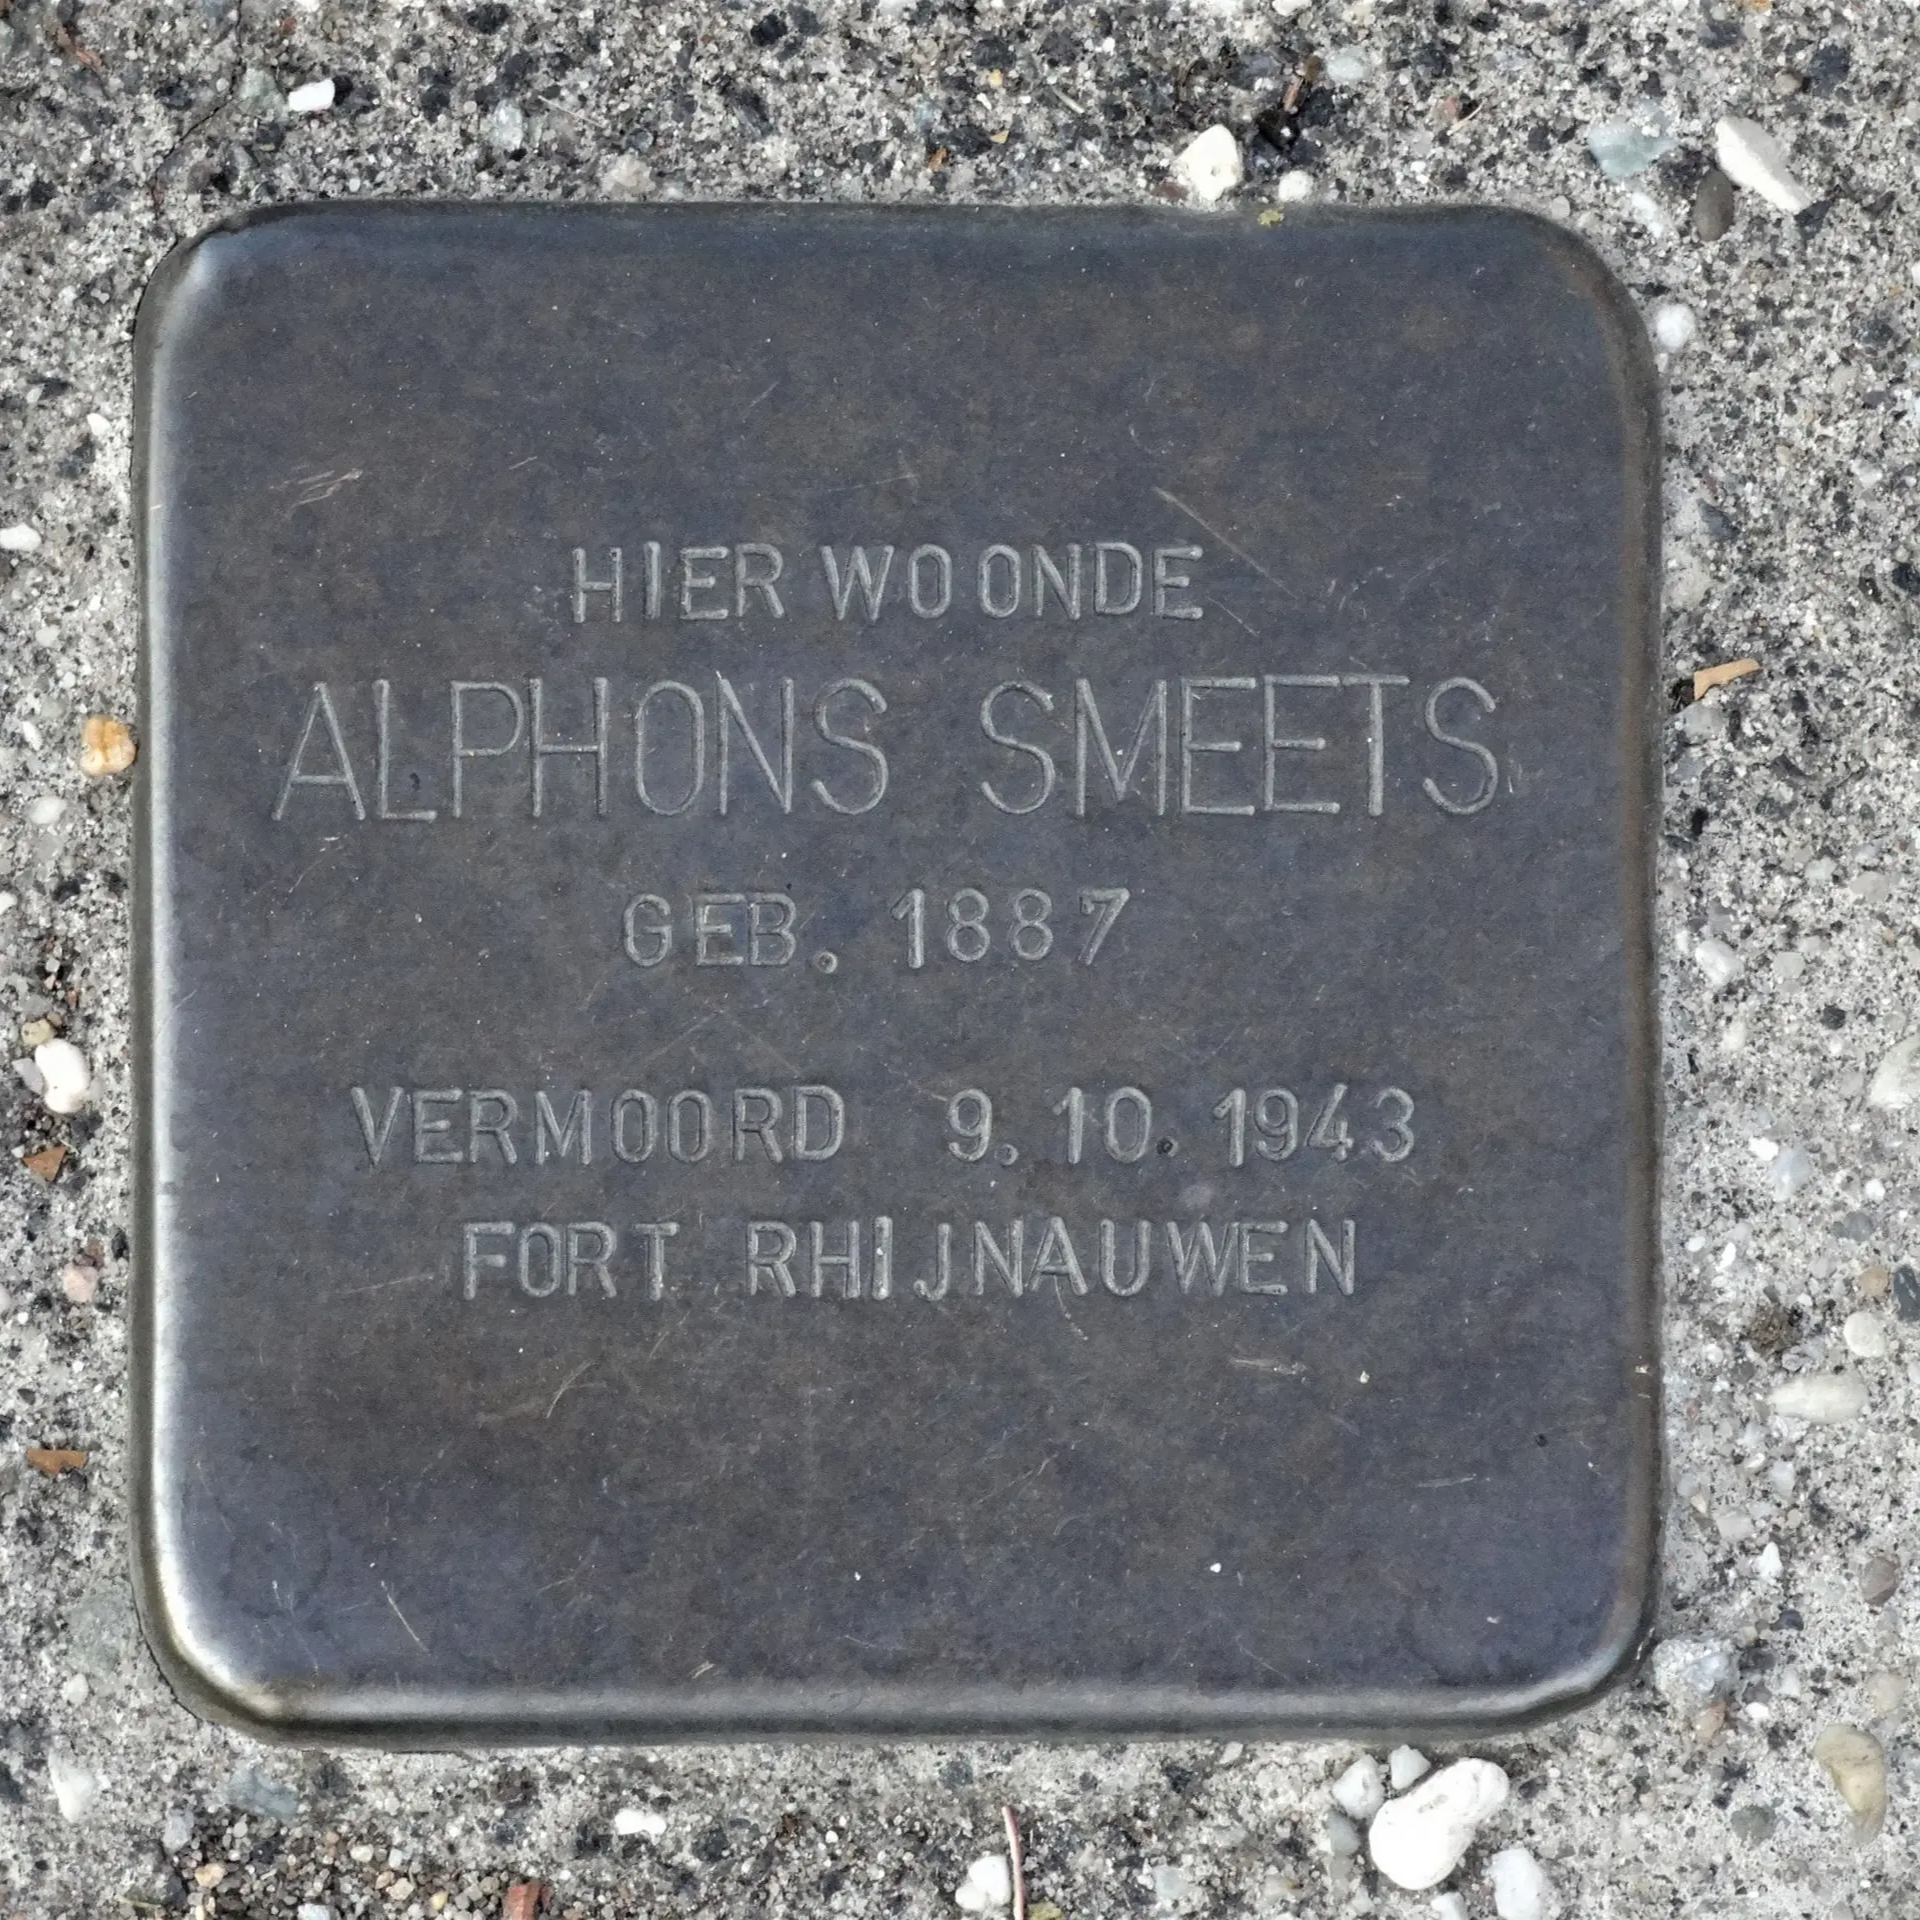 HIER WOONDE
ALPHONS SMEETS
GEB. 1887
VERMOORD 9.10.1943
FORT RHIJNAUWEN